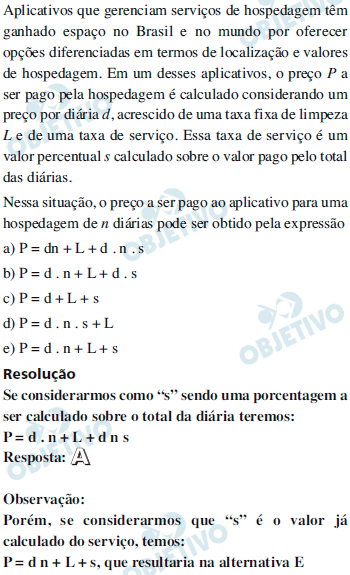 Aplicativos que gerenciam serviços de hospedagem têm
ganhado espaço no Brasil e no mundo por oferecer
opções diferenciadas em termos de localização e valores
de hospedagem. Em um desses aplicativos, o preço P a
ser pago pela hospedagem é calculado considerando um
preço por diária d, acrescido de uma taxa fixa de limpeza
L e de uma taxa de serviço. Essa taxa de serviço é um
valor percentual s calculado sobre o valor pago pelo total
das diárias.
Nessa situação, o preço a ser pago ao aplicativo para uma
hospedagem de n diárias pode ser obtido pela expressão
a) P = dn + L + d . n . s
b) P = d . n + L + d . s
c) P = d + L + s
d) P = d . n . s + L
e) P = d . n + L + s
Resolução
Se considerarmos como “s” sendo uma porcentagem a
ser calculado sobre o total da diária teremos:
P = d . n + L + d n s
Resposta: A
Observação:
Porém, se considerarmos que “s” é o valor já
calculado do serviço, temos:
P = d n + L + s, que resultaria na alternativa E
OBJETIVO
OBJETIVO
OBJETIVO
OBJETIVO
OBJETIVO